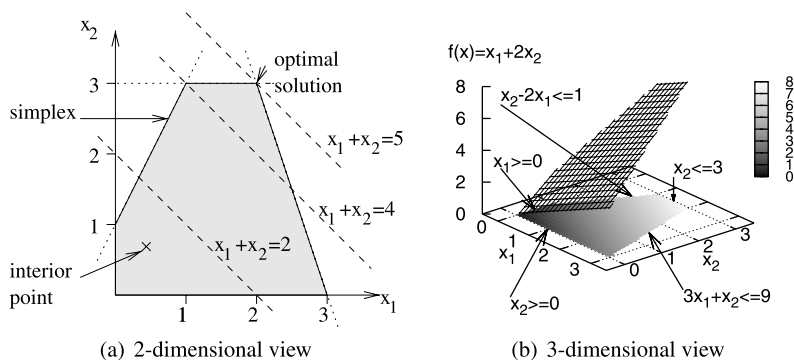 x2
3
2
1
simplex
interior
point
optimal
solution
x1+x2=5
x1+x2=4
x1+x2=2
1
2
3
x1
(a) 2-dimensional view
f(x)=x1+2x2
8
6
4
2
0
x2-2x1<=1
x1>=0
x2<=3
0
1
2
3
x1
0
1
2
3
x2
x2>=0
3x1+x2<=9
8
7
6
5
4
3
2
1
0
(b) 3-dimensional view